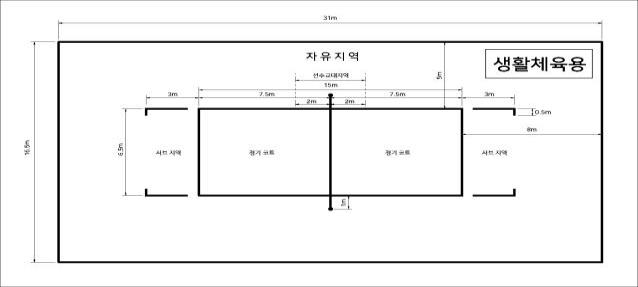 31m
자유지역
생활체육용
선수교대지역
5m
15m
3m
7.5m
7.5m
3m
2m
2m
0.5m
8m
16.5m
6.5m
서브 지역
경기 코트
경기 코트
서브 지역
1m